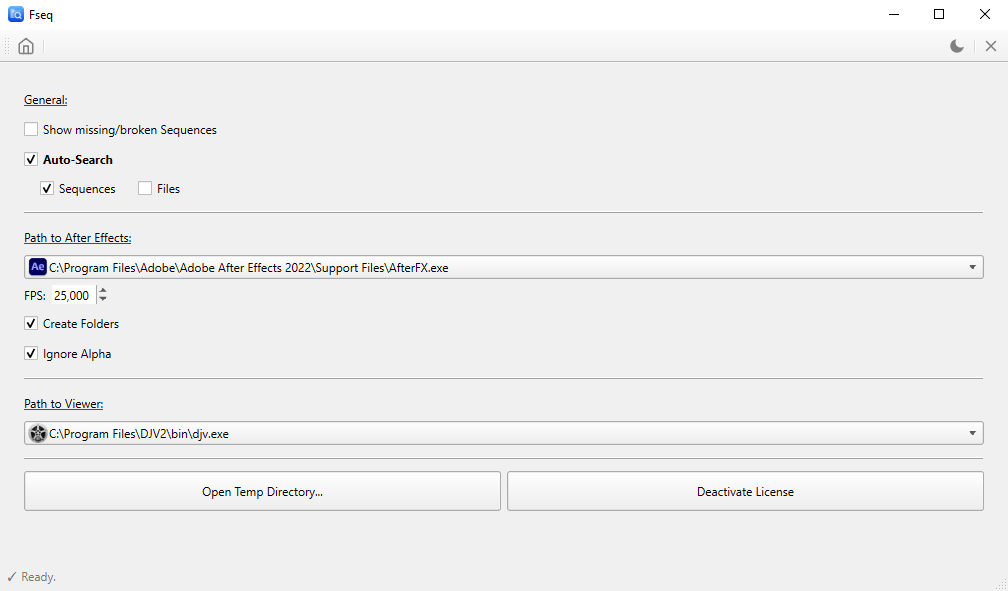 Fseq
General:
Show missing/broken Sequences
Auto-Search
Sequences Files
Path to After Effects:
Ae C:\Program Files\Adobe\Adobe After Effects 2022\Support Files\AfterFX.exe
FPS: 25,000
Create Folders
Ignore Alpha
Path to Viewer:
C:\Program Files\DJV2\bin\djv.exe
Open Temp Directory... Deactivate License
✓ Ready.